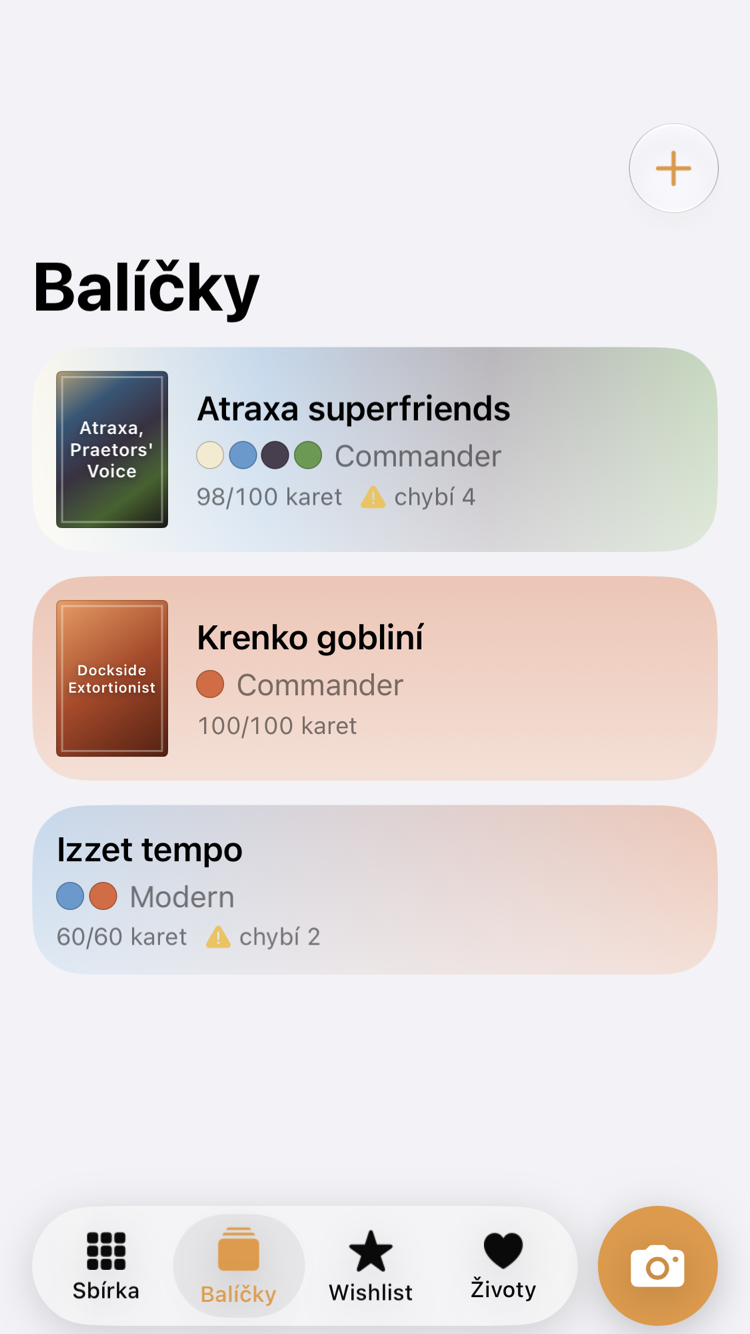 Balíčky
Atraxa,
Praetors'
Voice
Atraxa superfriends
Commander
98/100 karet chybí 4
Dockside
Extortionist
Krenko gobliní
Commander
100/100 karet
Izzet tempo
Modern
60/60 karet chybí 2
Sbírka
Balíčky
Wishlist
Životy